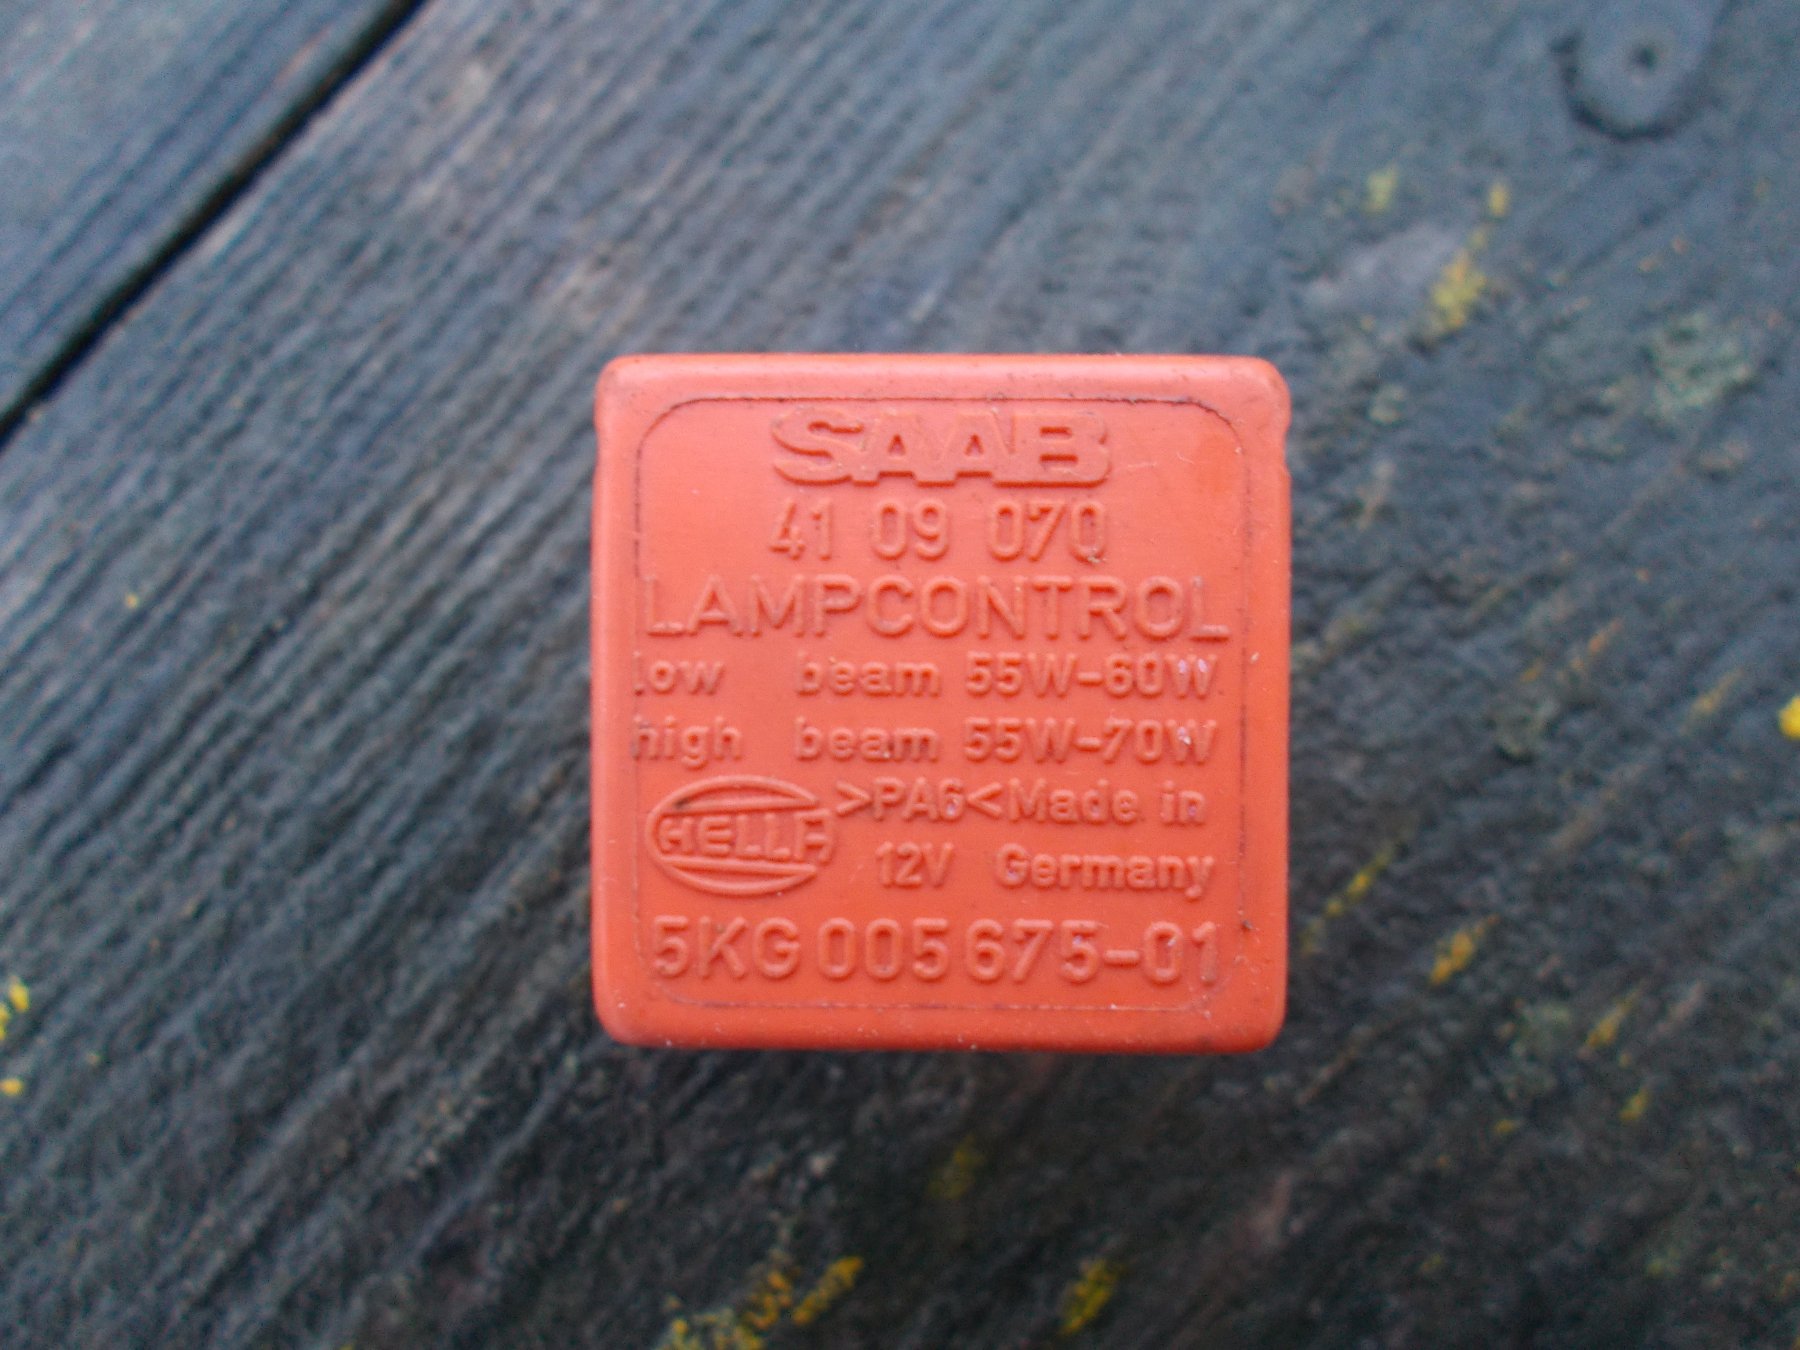 SAAB
41 09 070
LAMPCONTROL
low beam 55W-60W
high beam 55W-70W
HELLA >PA6< Made in
12V Germany
5KG 005 675-01